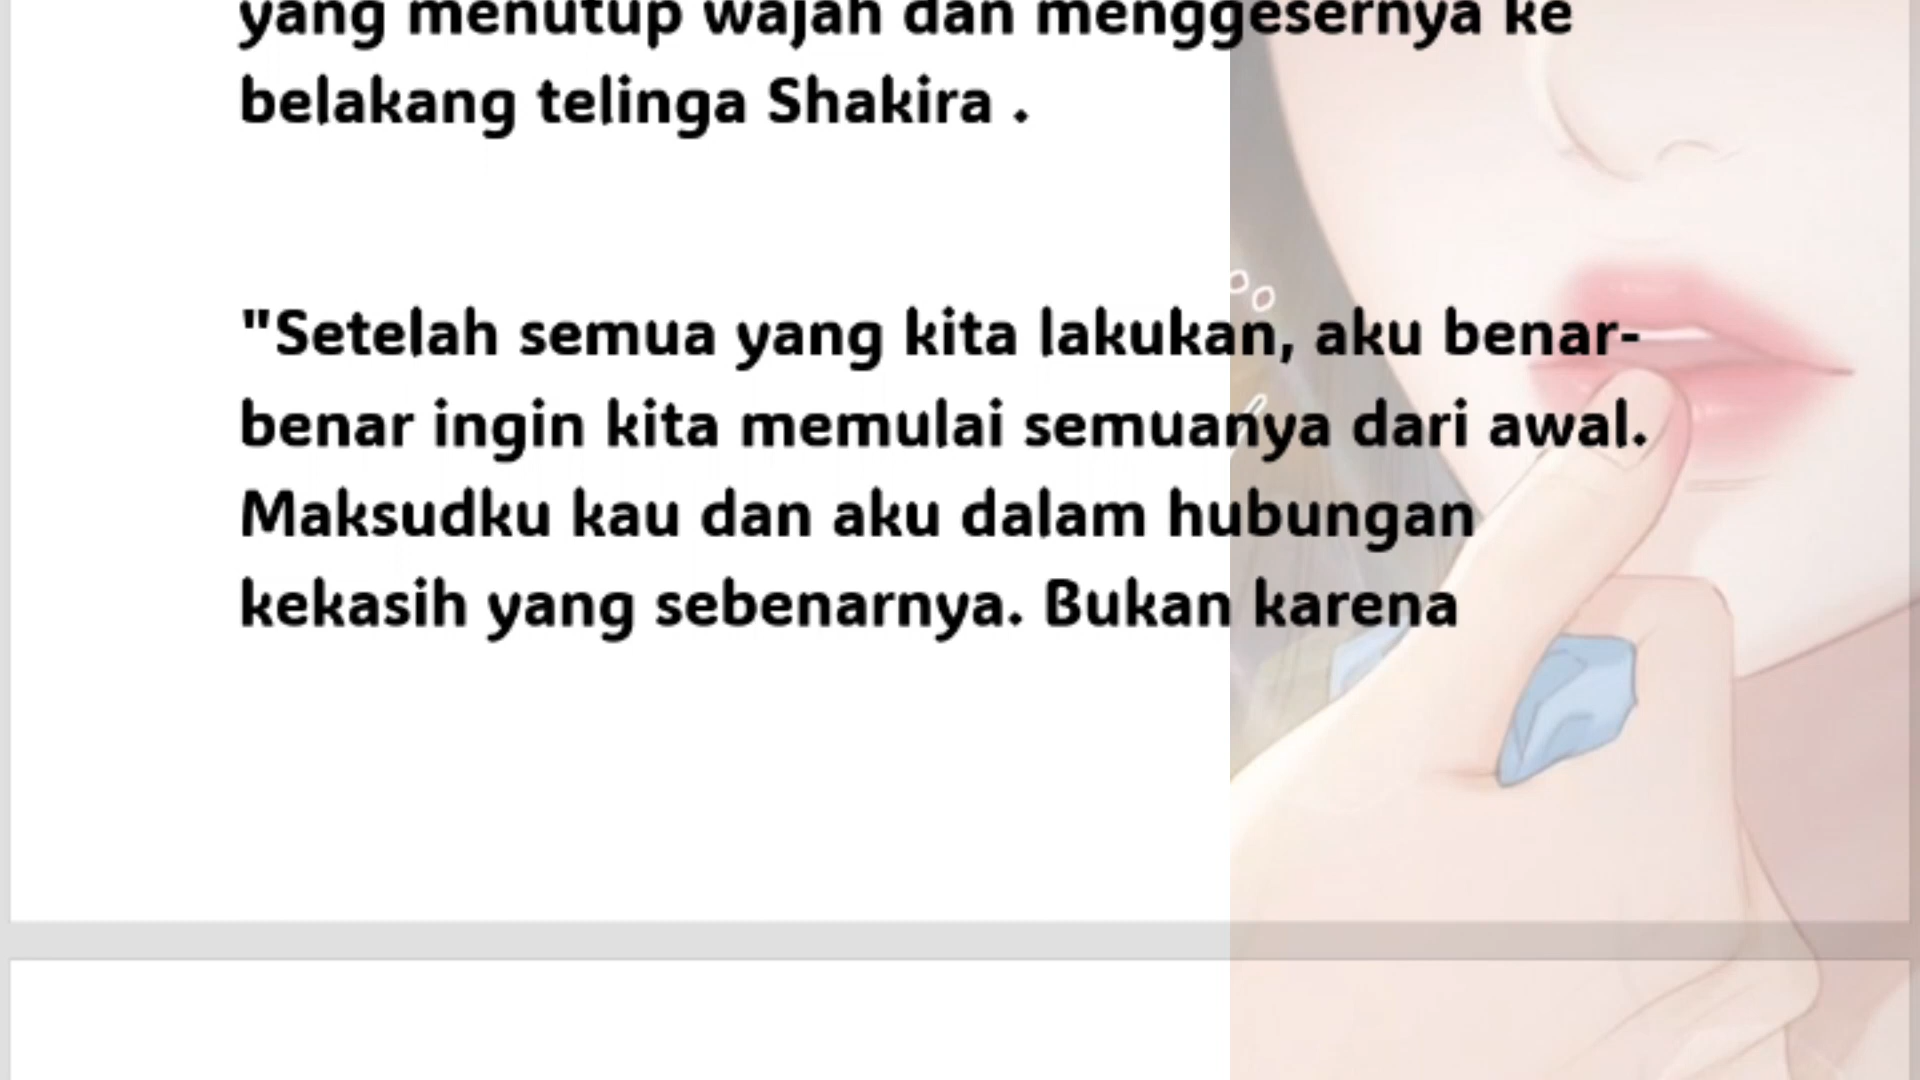 yang menutup wajah dan menggesernya ke
belakang telinga Shakira .
"Setelah semua yang kita lakukan, aku benar-
benar ingin kita memulai semuanya dari awal.
Maksudku kau dan aku dalam hubungan
kekasih yang sebenarnya. Bukan karena